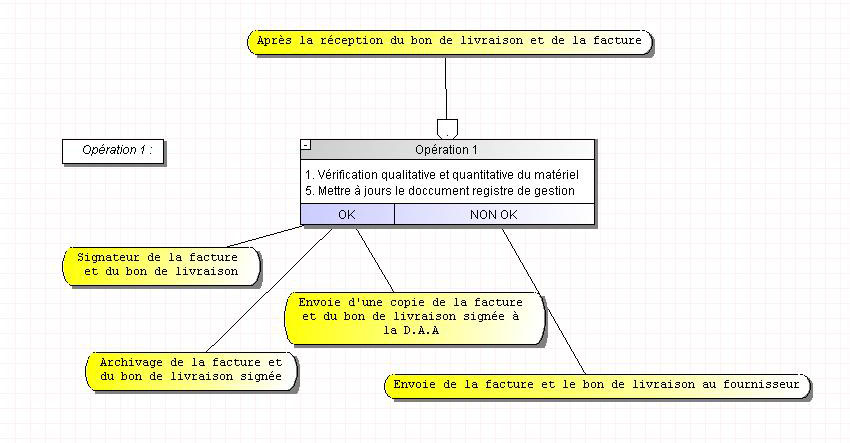 Après la réception du bon de livraison et de la facture
Opération 1 :
Opération 1
1. Vérification qualitative et quantitative du matériel
5. Mettre à jours le doccument registre de gestion
OK
NON OK
Signateur de la facture
et du bon de livraison
Envoie d'une copie de la facture
et du bon de livraison signée à
la D.A.A
Archivage de la facture et
du bon de livraison signée
Envoie de la facture et le bon de livraison au fournisseur